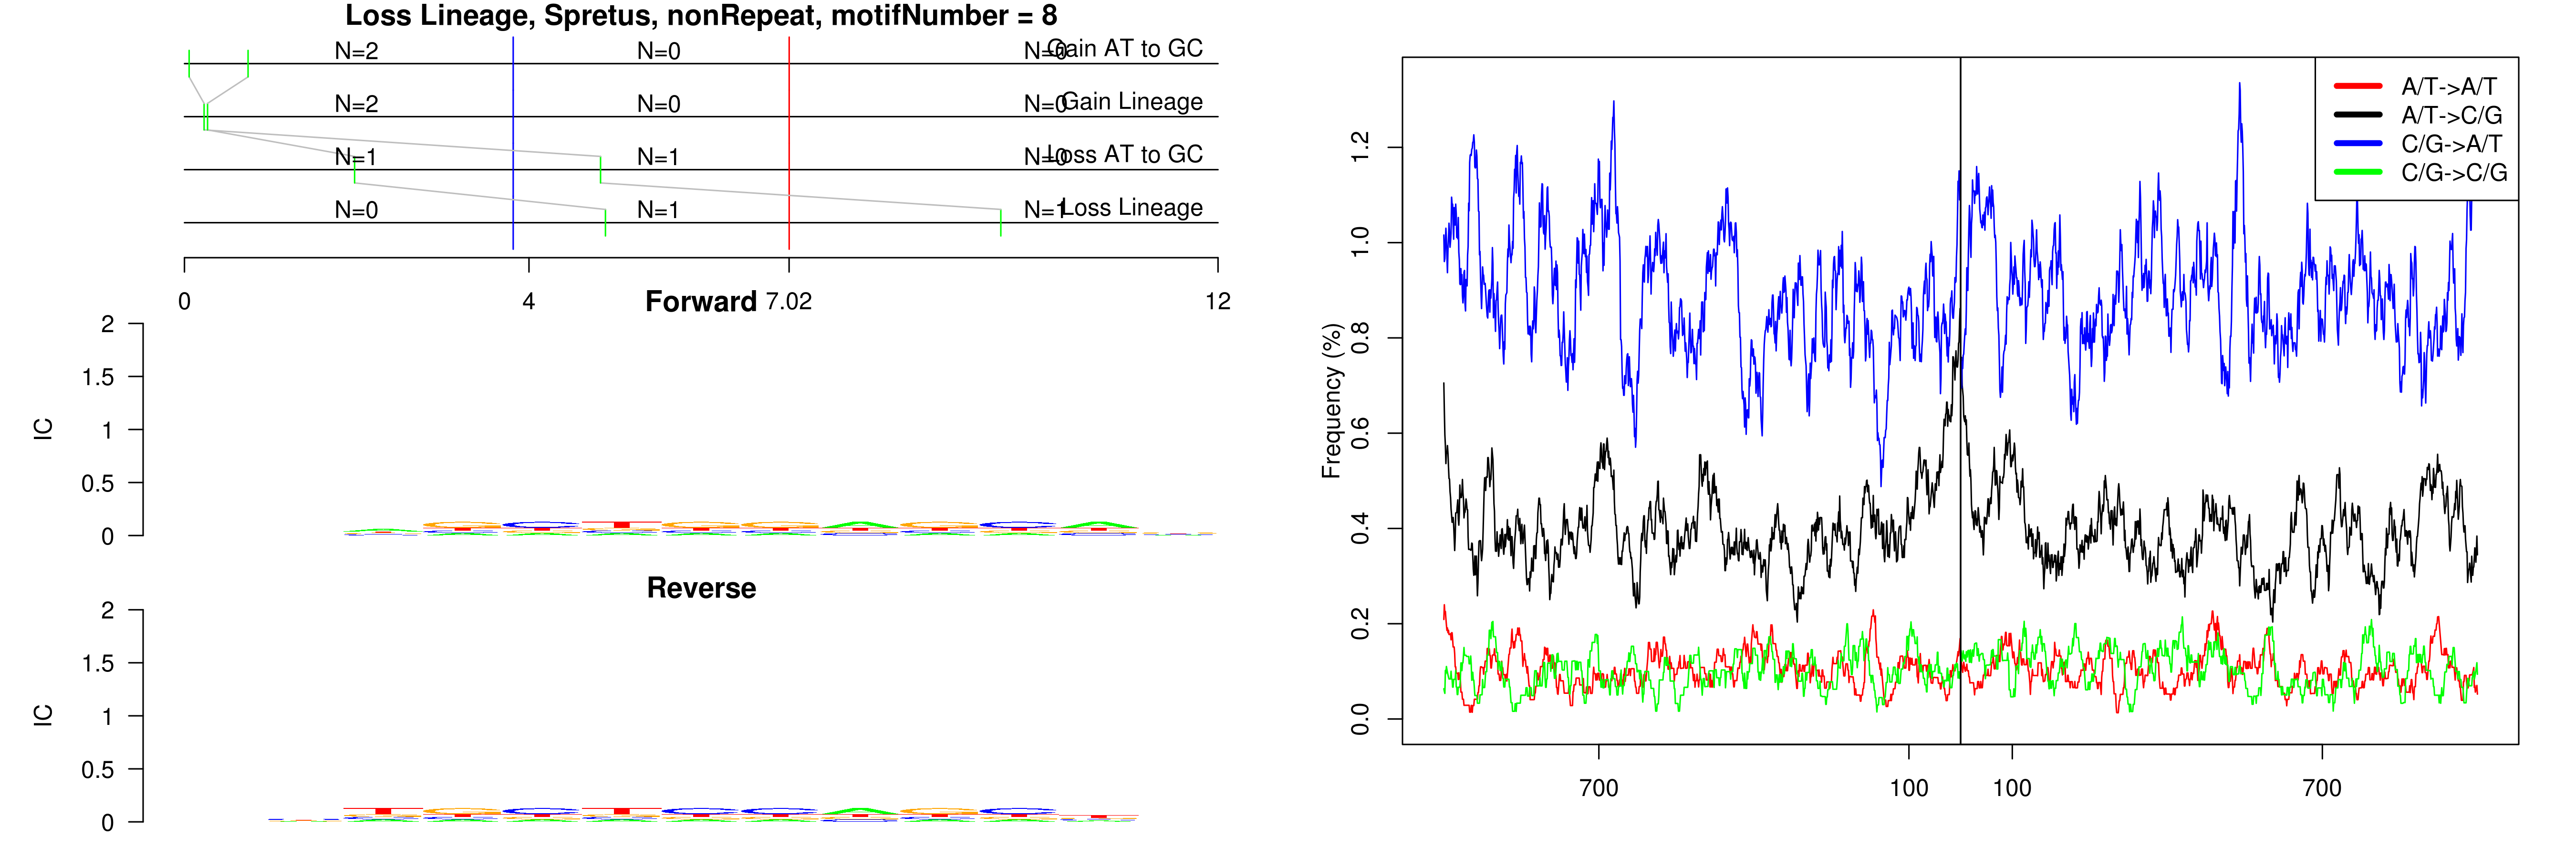 Loss Lineage, Spretus, nonRepeat, motifNumber = 8
N=2 N=0 N=0 Gain AT to GC
N=2 N=0 N=0 Gain Lineage
N=1 N=1 N=0 Loss AT to GC
N=0 N=1 N=1 Loss Lineage
0 4 7.02 12
Forward
2
1.5
1
0.5
0
IC
Reverse
2
1.5
1
0.5
0
IC
A/T->A/T
A/T->C/G
C/G->A/T
C/G->C/G
1.2
1.0
0.8
0.6
0.4
0.2
0.0
Frequency (%)
700 100 100 700